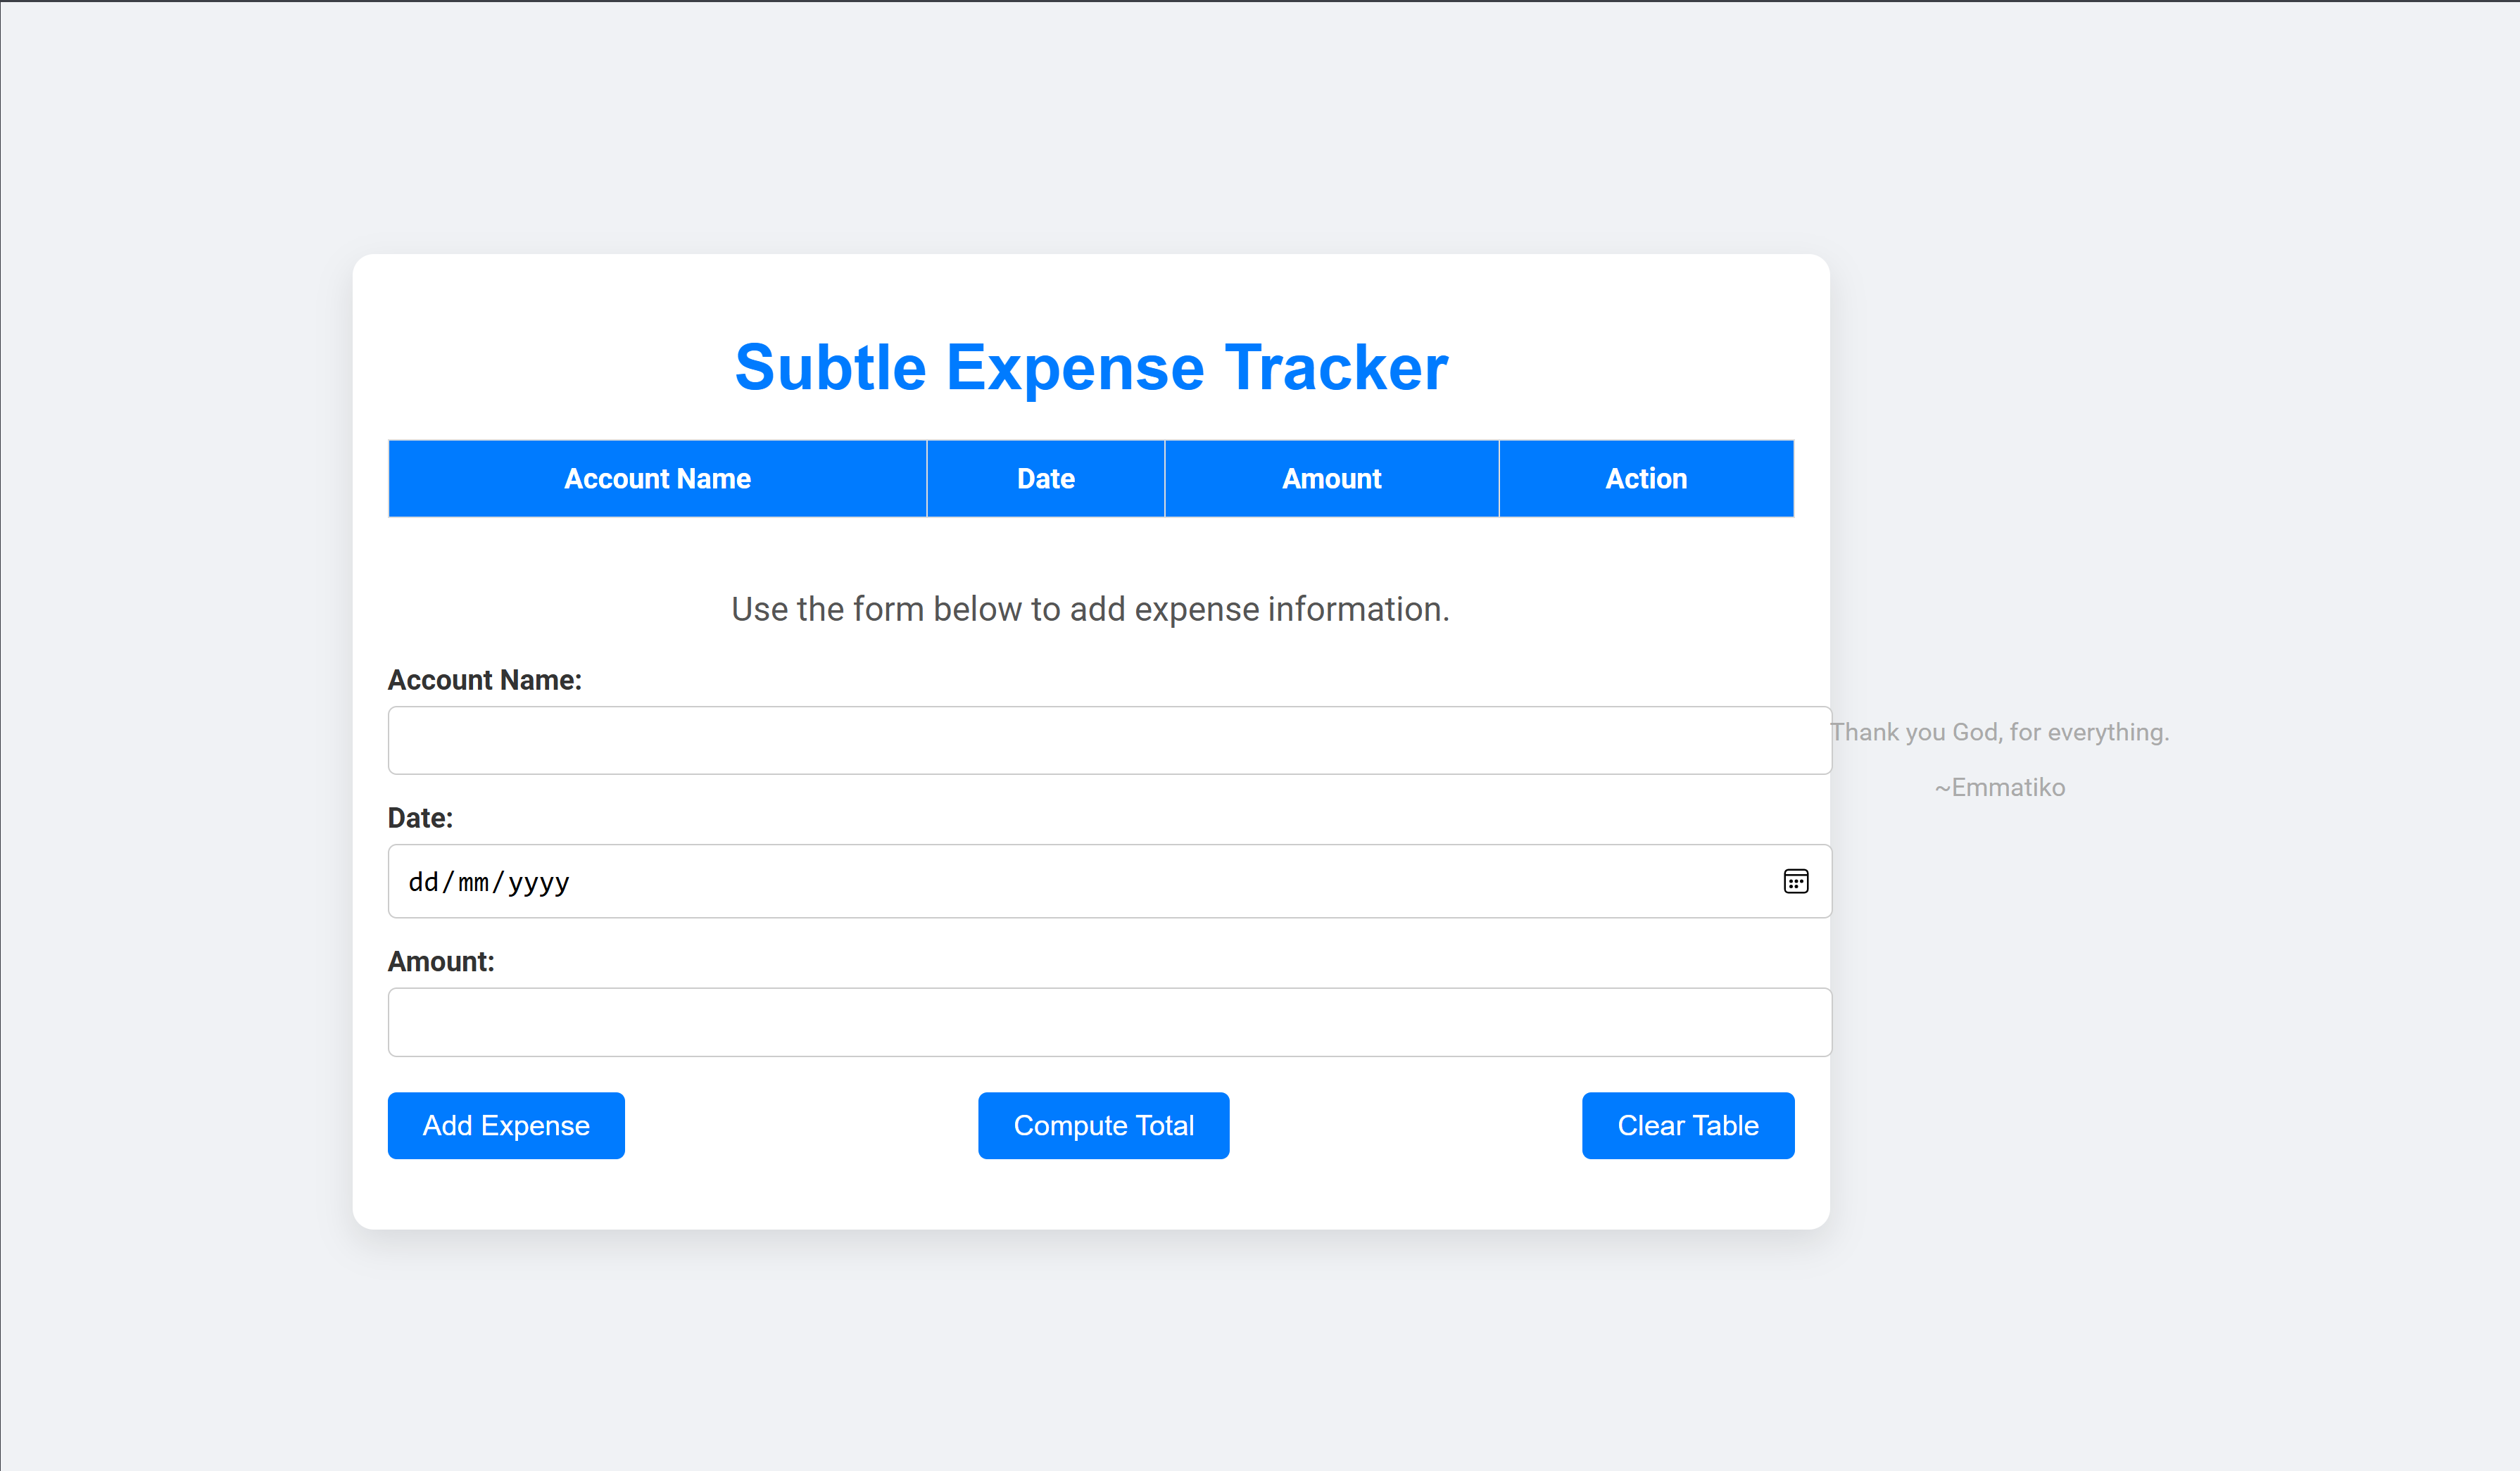 Subtle Expense Tracker
Account Name Date Amount Action
Use the form below to add expense information.
Account Name:
Thank you God, for everything.
~Emmatiko
Date:
dd/mm/yyyy
Amount:
Add Expense Compute Total Clear Table